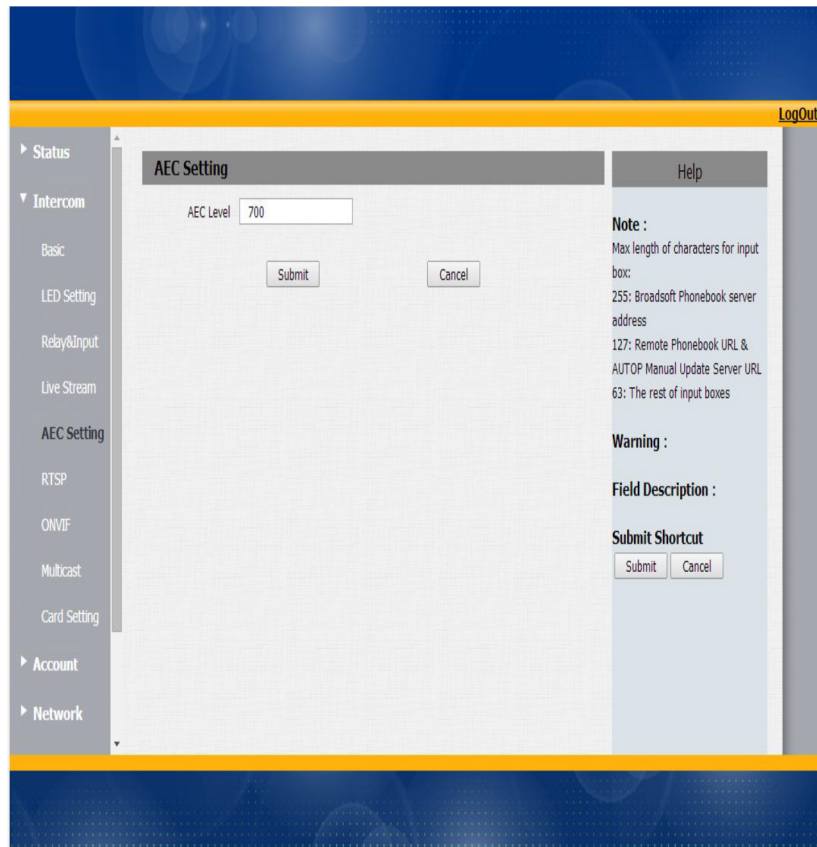 LogOut
Status
Intercom
Basic
LED Setting
Relay&Input
Live Stream
AEC Setting
RTSP
ONVIF
Multicast
Card Setting
Account
Network
AEC Setting
AEC Level 700
Submit Cancel
Help
Note :
Max length of characters for input
box:
255: Broadsoft Phonebook server
address
127: Remote Phonebook URL &
AUTOP Manual Update Server URL
63: The rest of input boxes
Warning :
Field Description :
Submit Shortcut
Submit Cancel